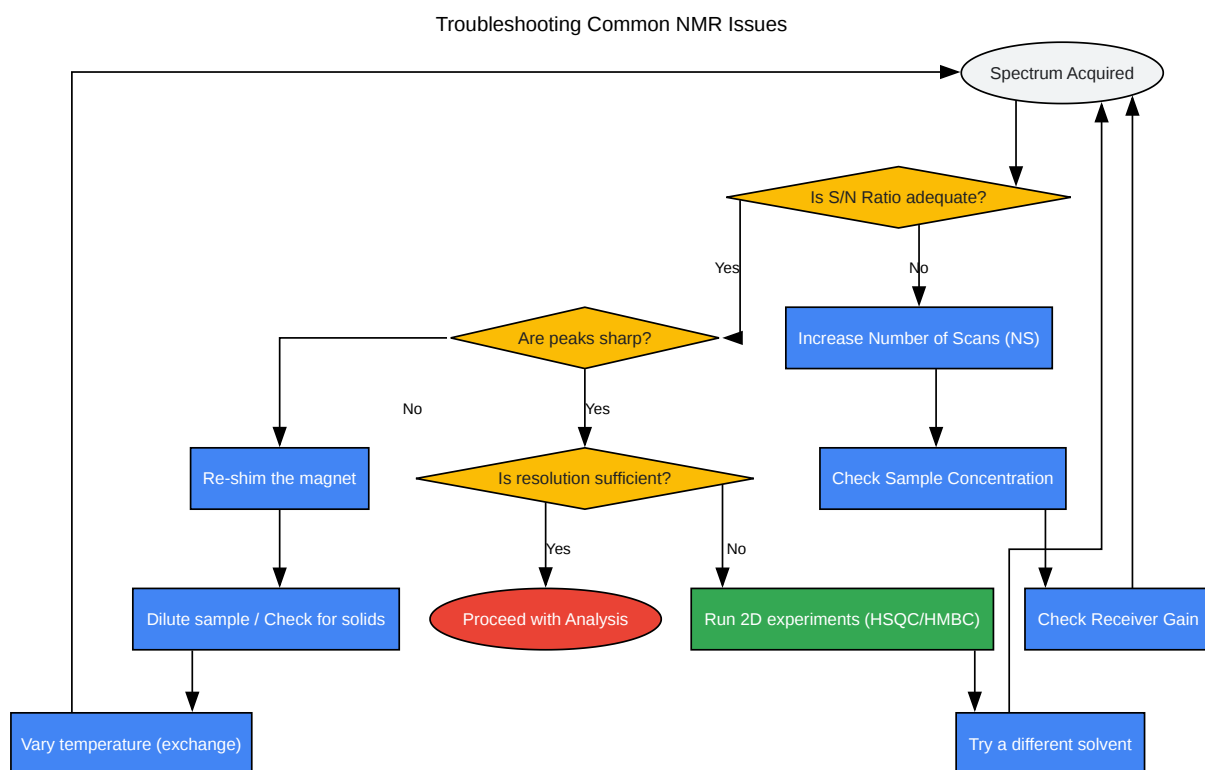 Troubleshooting Common NMR Issues
Spectrum Acquired
Is S/N Ratio adequate?
Yes
No
Are peaks sharp?
Increase Number of Scans (NS)
No
Yes
Re-shim the magnet
Is resolution sufficient?
Check Sample Concentration
Yes
No
Dilute sample / Check for solids
Proceed with Analysis
Run 2D experiments (HSQC/HMBC)
Check Receiver Gain
Vary temperature (exchange)
Try a different solvent